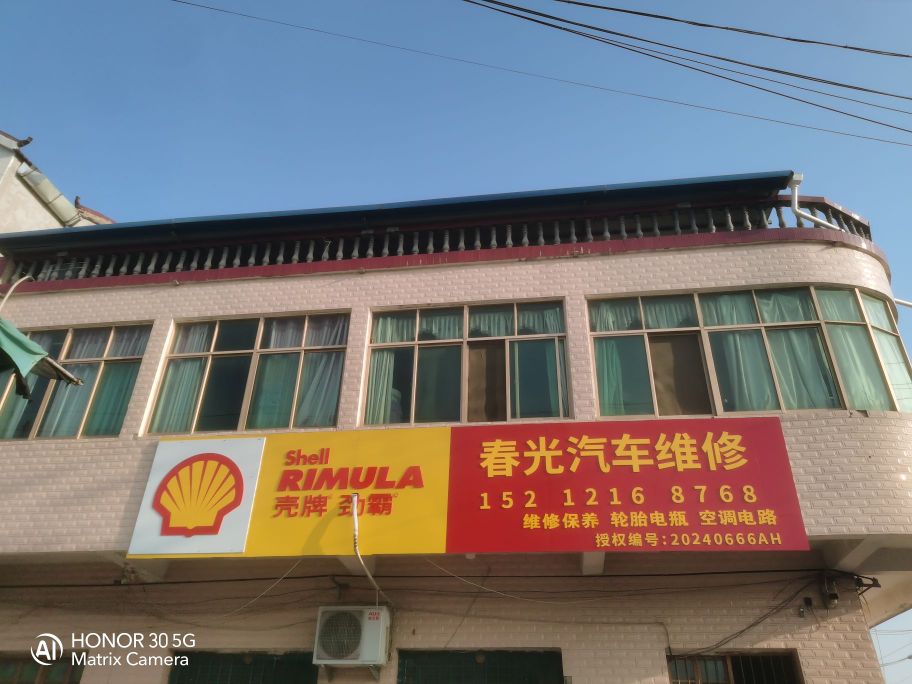 Shell
RIMULA
壳牌 劲霸
春光汽车维修
152 1216 8768
维修保养 轮胎电瓶 空调电路
授权编号:20240666AH
AUX
HONOR 30 5G
Matrix Camera